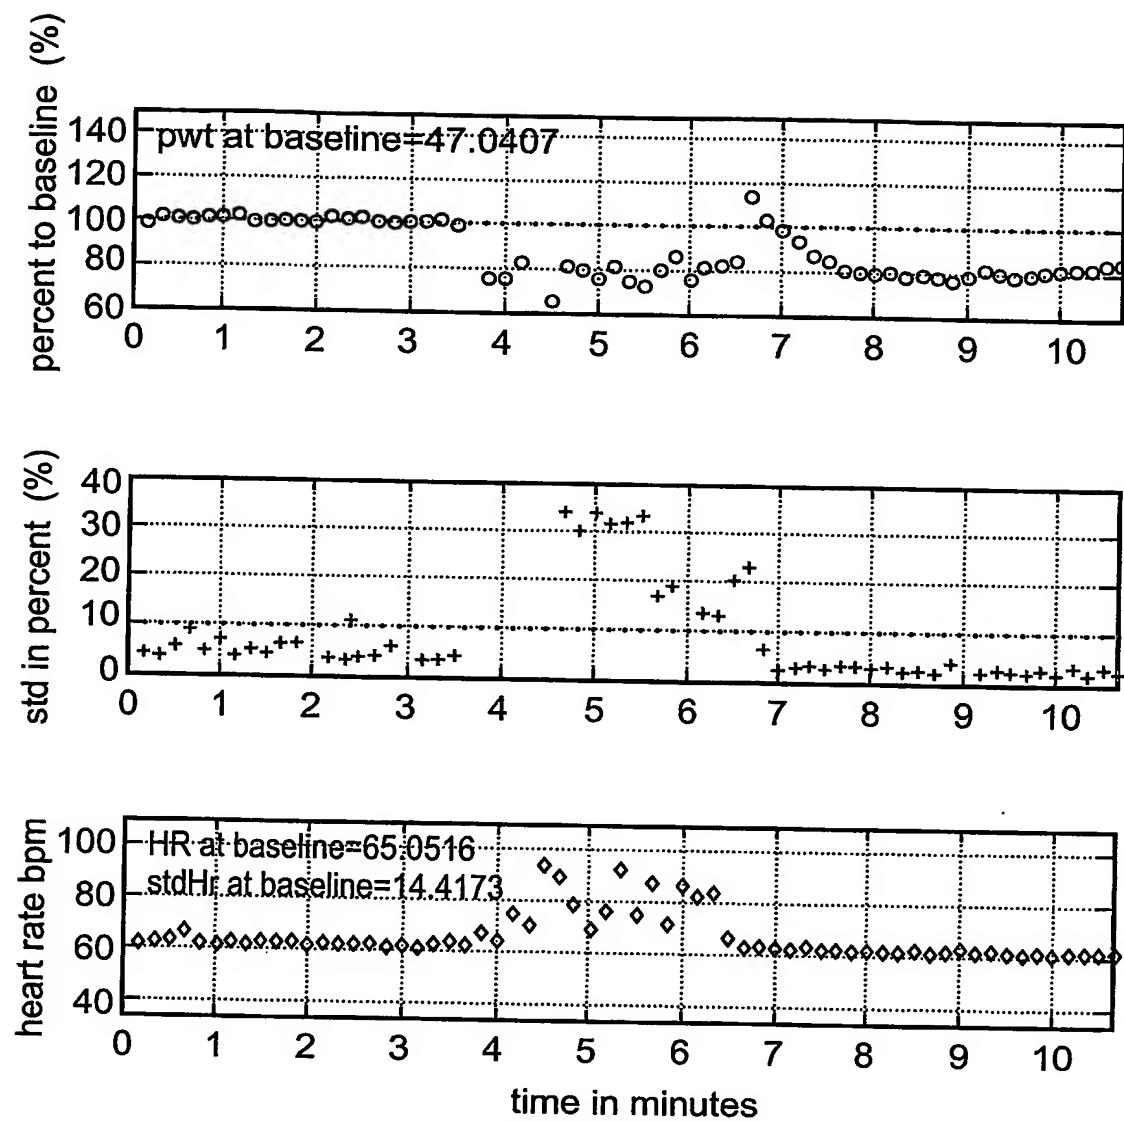 percent to baseline (%)
140
120
100
80
60
pwt at baseline=47.0407
0 1 2 3 4 5 6 7 8 9 10
std in percent (%)
40
30
20
10
0
0 1 2 3 4 5 6 7 8 9 10
heart rate bpm
100
80
60
40
HR at baseline=65.0516
stdHr at baseline=14.4173
0 1 2 3 4 5 6 7 8 9 10
time in minutes